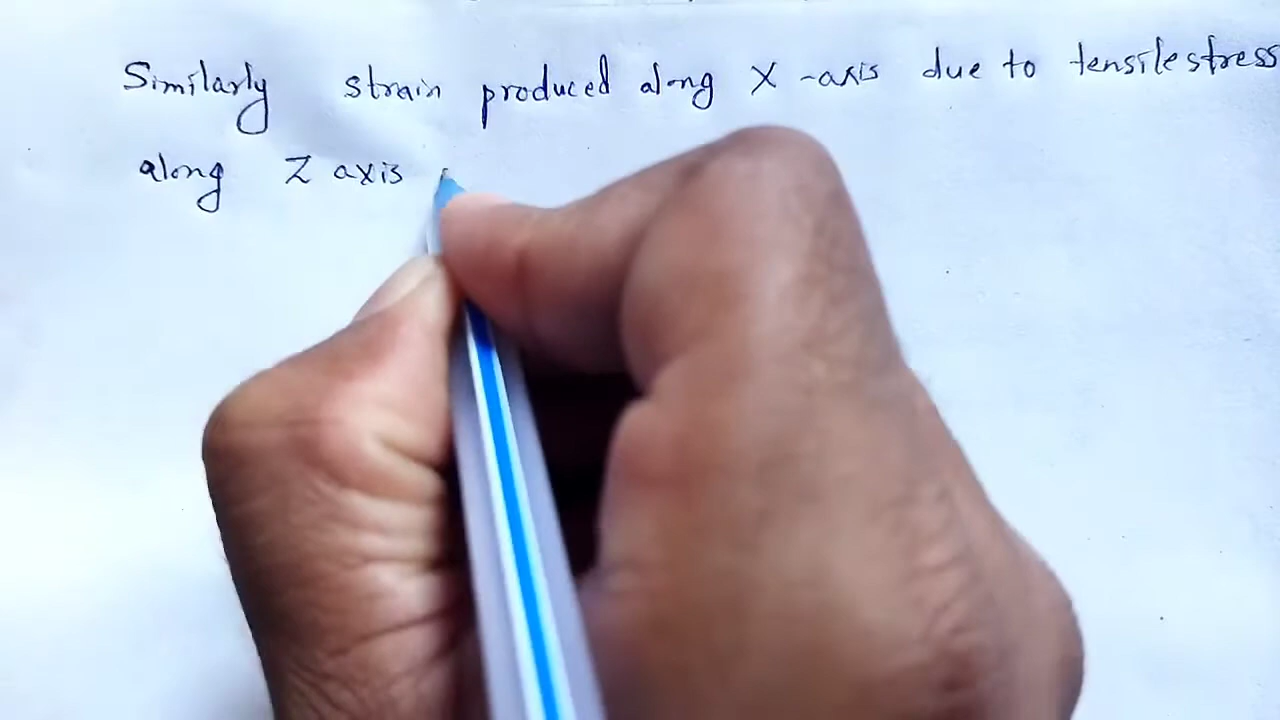 Similarly strain produced along X-axis due to tensile stress
along Z axis